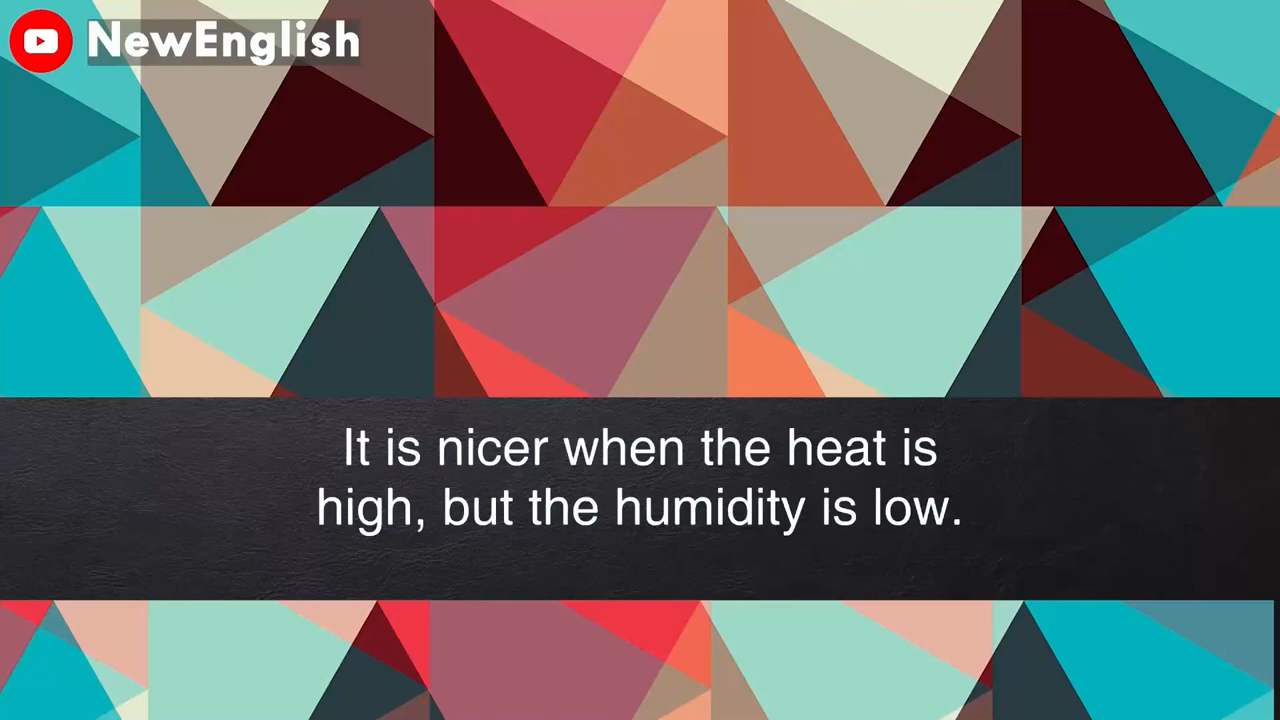 NewEnglish
It is nicer when the heat is
high, but the humidity is low.